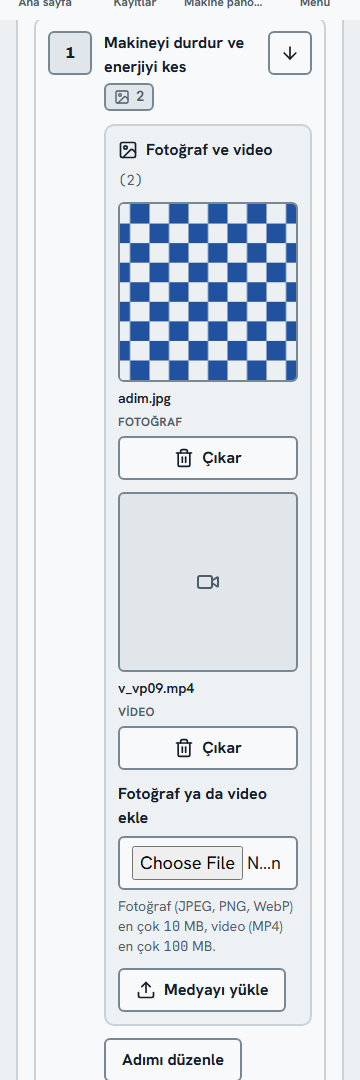 Ana sayfa Kayıtlar Makine pano... Menü
1
Makineyi durdur ve
enerjiyi kes
2
Fotoğraf ve video
(2)
adim.jpg
FOTOĞRAF
Çıkar
v_vp09.mp4
VİDEO
Çıkar
Fotoğraf ya da video
ekle
Choose File N...n
Fotoğraf (JPEG, PNG, WebP)
en çok 10 MB, video (MP4)
en çok 100 MB.
Medyayı yükle
Adımı düzenle